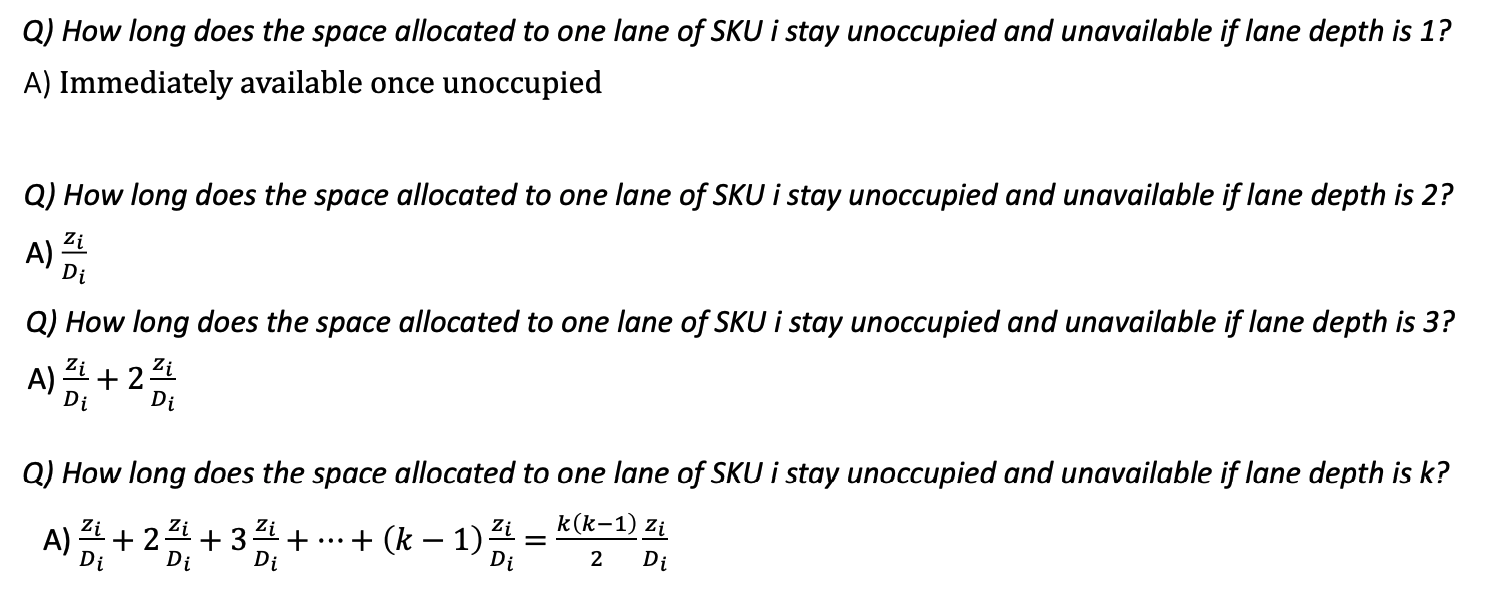 Q) How long does the space allocated to one lane of SKU i stay unoccupied and unavailable if lane depth is 1?
A) Immediately available once unoccupied
Q) How long does the space allocated to one lane of SKU i stay unoccupied and unavailable if lane depth is 2?
A) $\frac{z_i}{D_i}$
Q) How long does the space allocated to one lane of SKU i stay unoccupied and unavailable if lane depth is 3?
A) $\frac{z_i}{D_i} + 2\frac{z_i}{D_i}$
Q) How long does the space allocated to one lane of SKU i stay unoccupied and unavailable if lane depth is k?
A) $\frac{z_i}{D_i} + 2\frac{z_i}{D_i} + 3\frac{z_i}{D_i} + \cdots + (k-1)\frac{z_i}{D_i} = \frac{k(k-1)}{2}\frac{z_i}{D_i}$